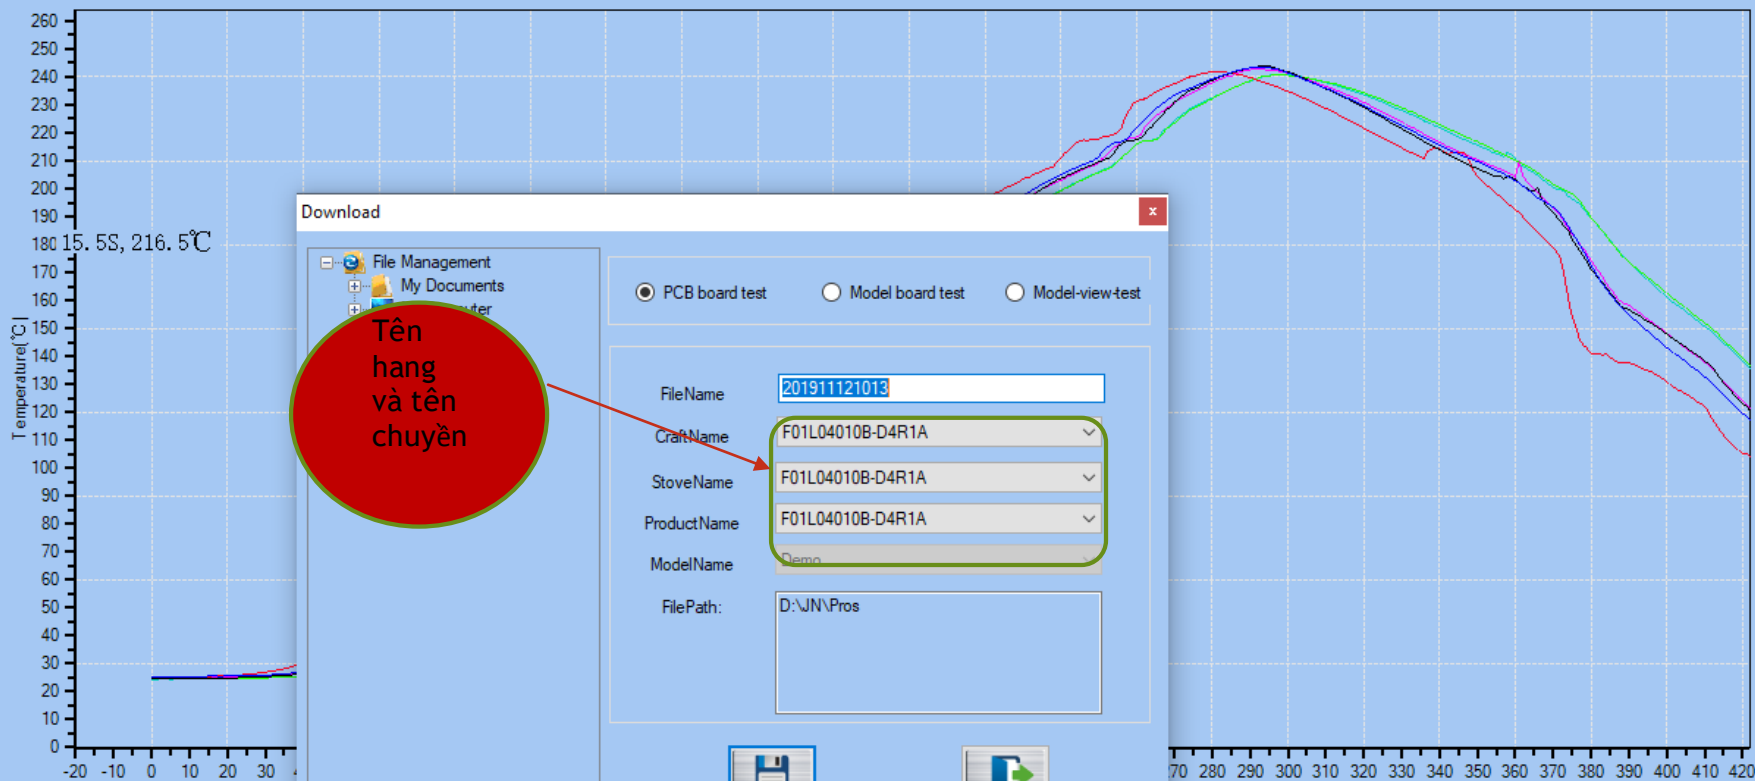 260
250
240
230
220
210
200
190
180
15.5S, 216.5℃
170
160
150
140
130
120
110
100
90
80
70
60
50
40
30
20
10
0
Temperature(℃)
-20 -10 0 10 20 30
270 280 290 300 310 320 330 340 350 360 370 380 390 400 410 420
Download
x
File Management
My Documents
Tên
hang
và tên
chuyền
PCB board test
Model board test
Model-view-test
FileName
201911121013
CraftName
F01L04010B-D4R1A
StoveName
F01L04010B-D4R1A
ProductName
F01L04010B-D4R1A
ModelName
Demo
FilePath:
D:\JN\Pros